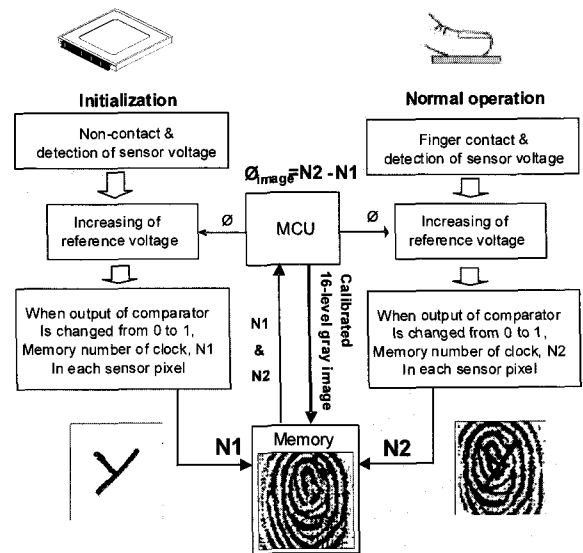 Initialization
Non-contact &
detection of sensor voltage
Increasing of
reference voltage
When output of comparator
Is changed from 0 to 1,
Memory number of clock, N1
In each sensor pixel
N1
Øimage=N2 -N1
Ø
MCU
Ø
N1
&
N2
Calibrated
16-level gray image
Memory
Normal operation
Finger contact &
detection of sensor voltage
Increasing of
reference voltage
When output of comparator
Is changed from 0 to 1,
Memory number of clock, N2
In each sensor pixel
N2